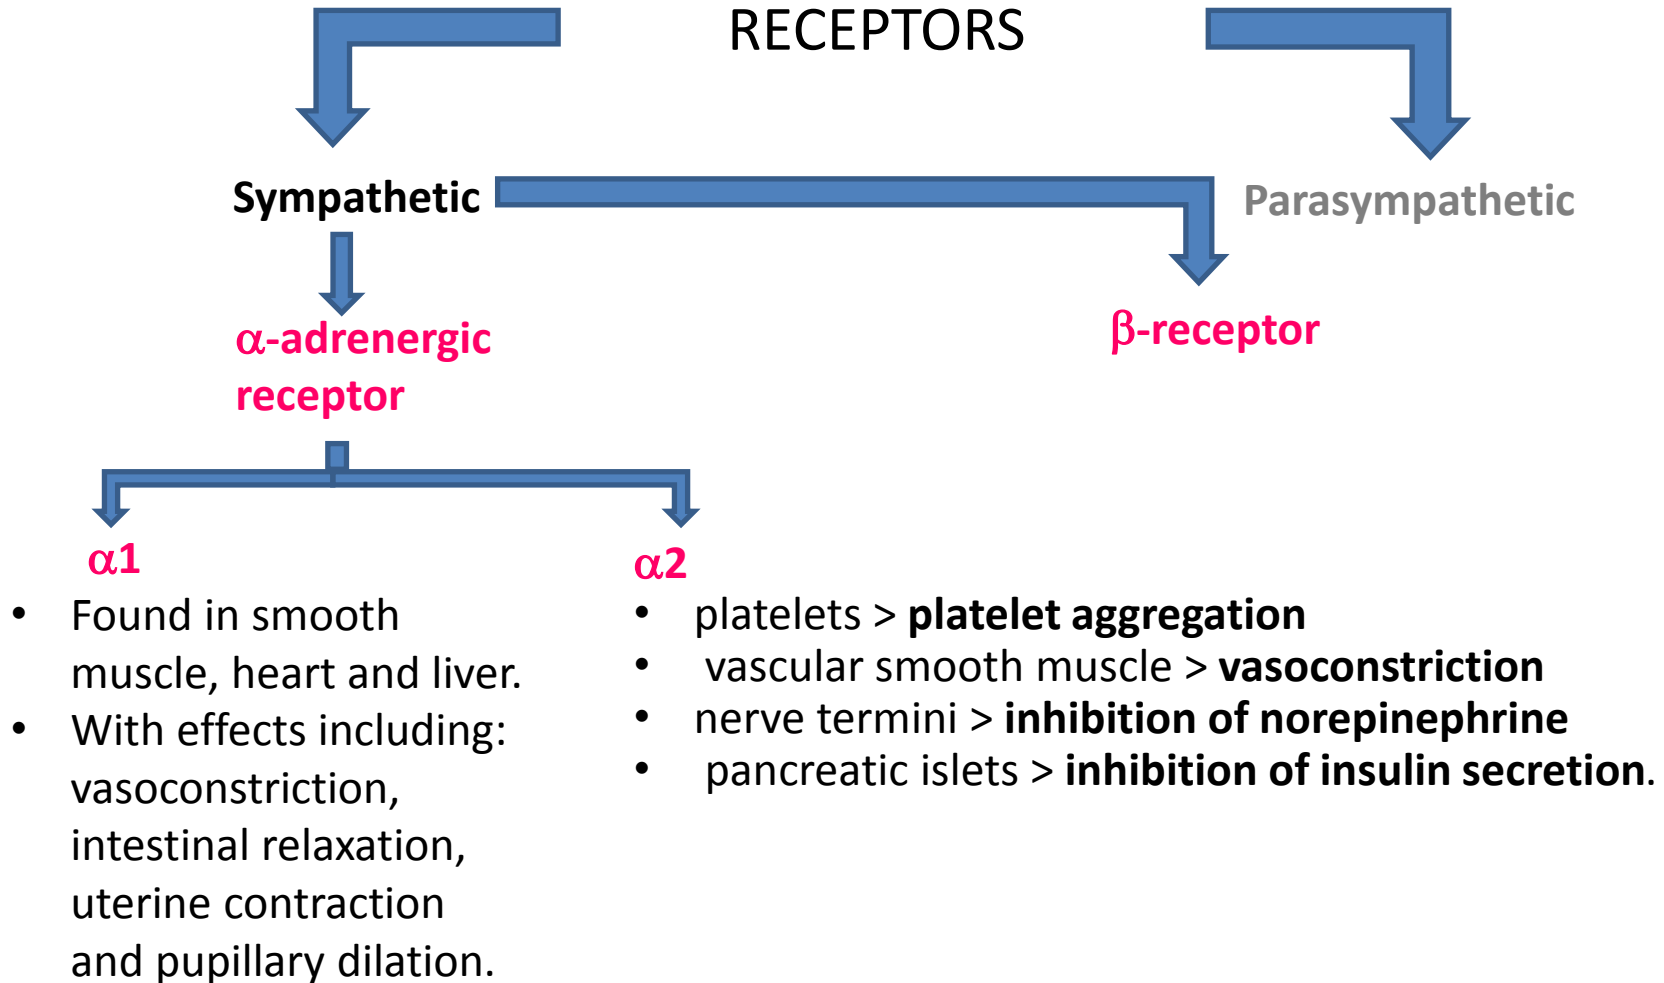 RECEPTORS
Sympathetic
Parasympathetic
α-adrenergic
receptor
β-receptor
α1
• Found in smooth
muscle, heart and liver.
• With effects including:
vasoconstriction,
intestinal relaxation,
uterine contraction
and pupillary dilation.
α2
• platelets > platelet aggregation
• vascular smooth muscle > vasoconstriction
• nerve termini > inhibition of norepinephrine
• pancreatic islets > inhibition of insulin secretion.